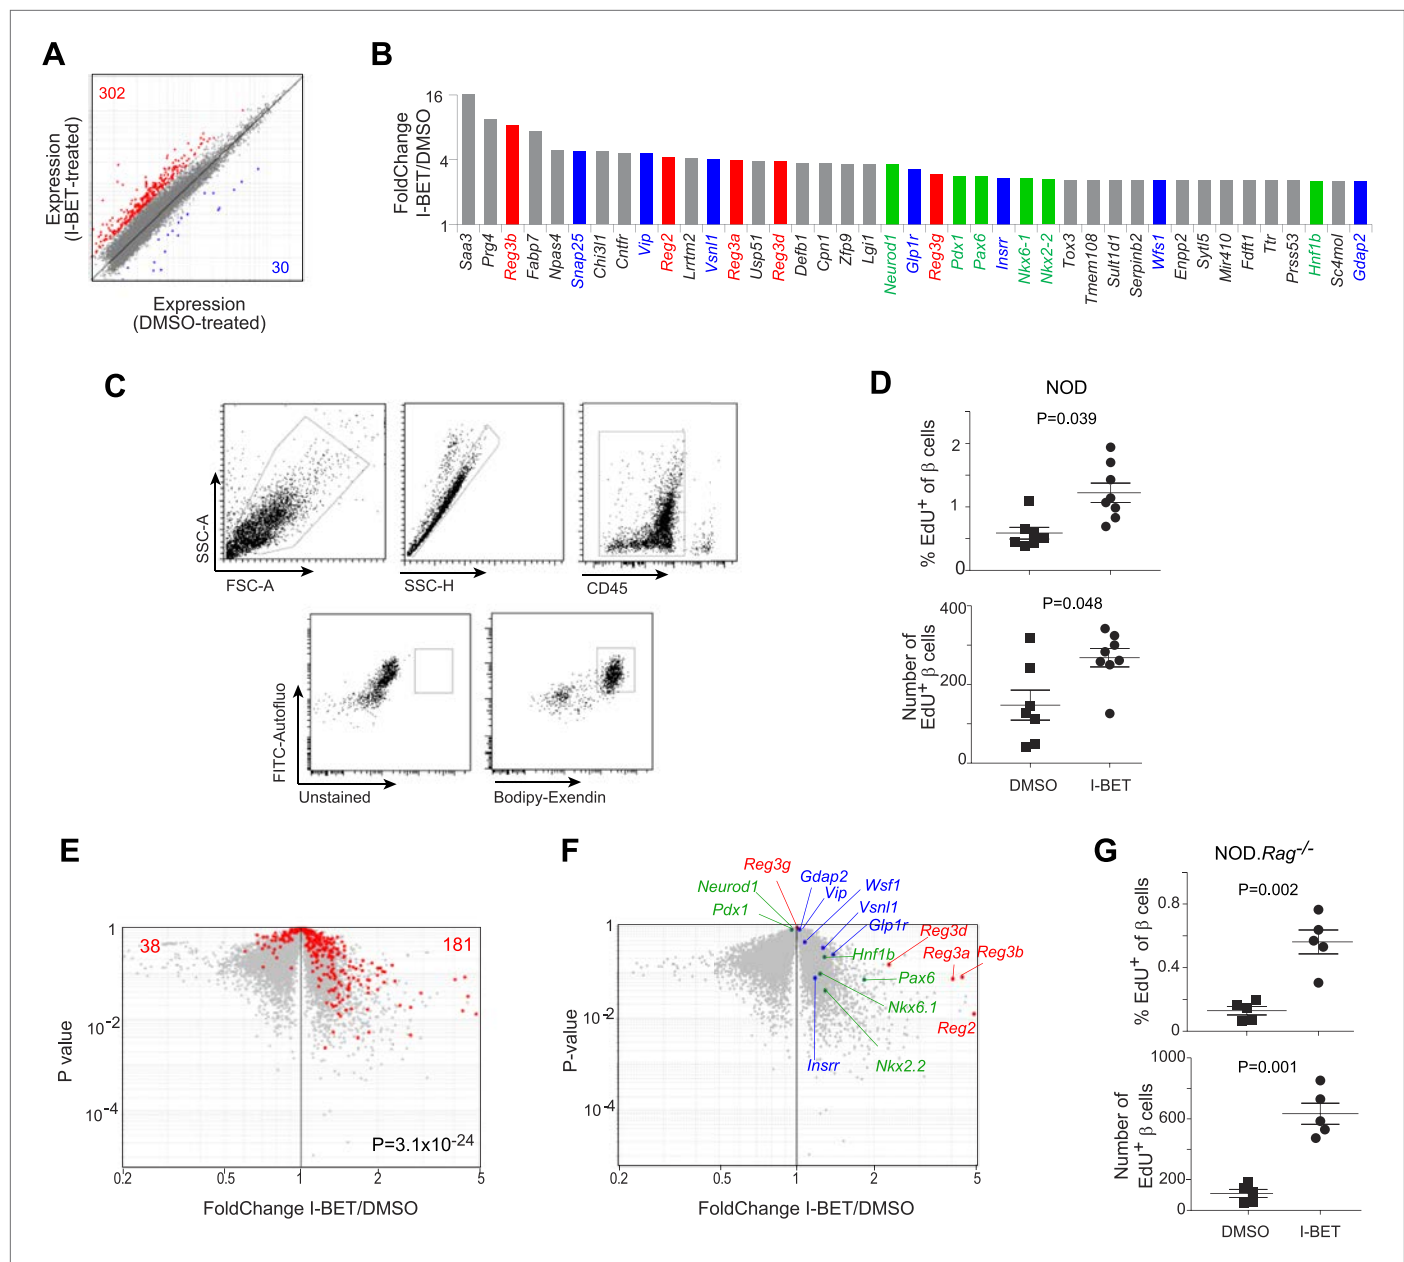 A
302
30
Expression
(I-BET-treated)
Expression
(DMSO-treated)
B
FoldChange
I-BET/DMSO
16
4
1
Saa3
Prg4
Reg3b
Fabp7
Npas4
Snap25
Chi3l1
Cntfr
Vip
Reg2
Lrrtm2
Vsnl1
Reg3a
Usp51
Reg3d
Defb1
Cpn1
Zfp9
Lgi1
Neurod1
Glp1r
Reg3g
Pdx1
Pax6
Insrr
Nkx6-1
Nkx2-2
Tox3
Tmem108
Sult1d1
Serpinb2
Wfs1
Enpp2
Sytl5
Mir410
Fdft1
Ttr
Prss53
Hnf1b
Sc4mol
Gdap2
C
SSC-A
FSC-A
SSC-H
CD45
FITC-Autofluo
Unstained
Bodipy-Exendin
D
NOD
P=0.039
% EdU+ of β cells
2
1
0
P=0.048
Number of
EdU+ β cells
400
200
0
DMSO
I-BET
E
38
181
P value
1
10-2
10-4
P=3.1x10-24
0.2
0.5
1
2
5
FoldChange I-BET/DMSO
F
Reg3g
Neurod1
Pdx1
Gdap2
Vip
Wsf1
Vsnl1
Glp1r
Hnf1b
Reg3d
Reg3a
Reg3b
Pax6
Nkx6.1
Reg2
Insrr
Nkx2.2
P-value
1
10-2
10-4
0.2
0.5
1
2
5
FoldChange I-BET/DMSO
G
NOD.Rag-/-
P=0.002
% EdU+ of β cells
0.8
0.4
0
P=0.001
Number of
EdU+ β cells
1000
600
200
0
DMSO
I-BET